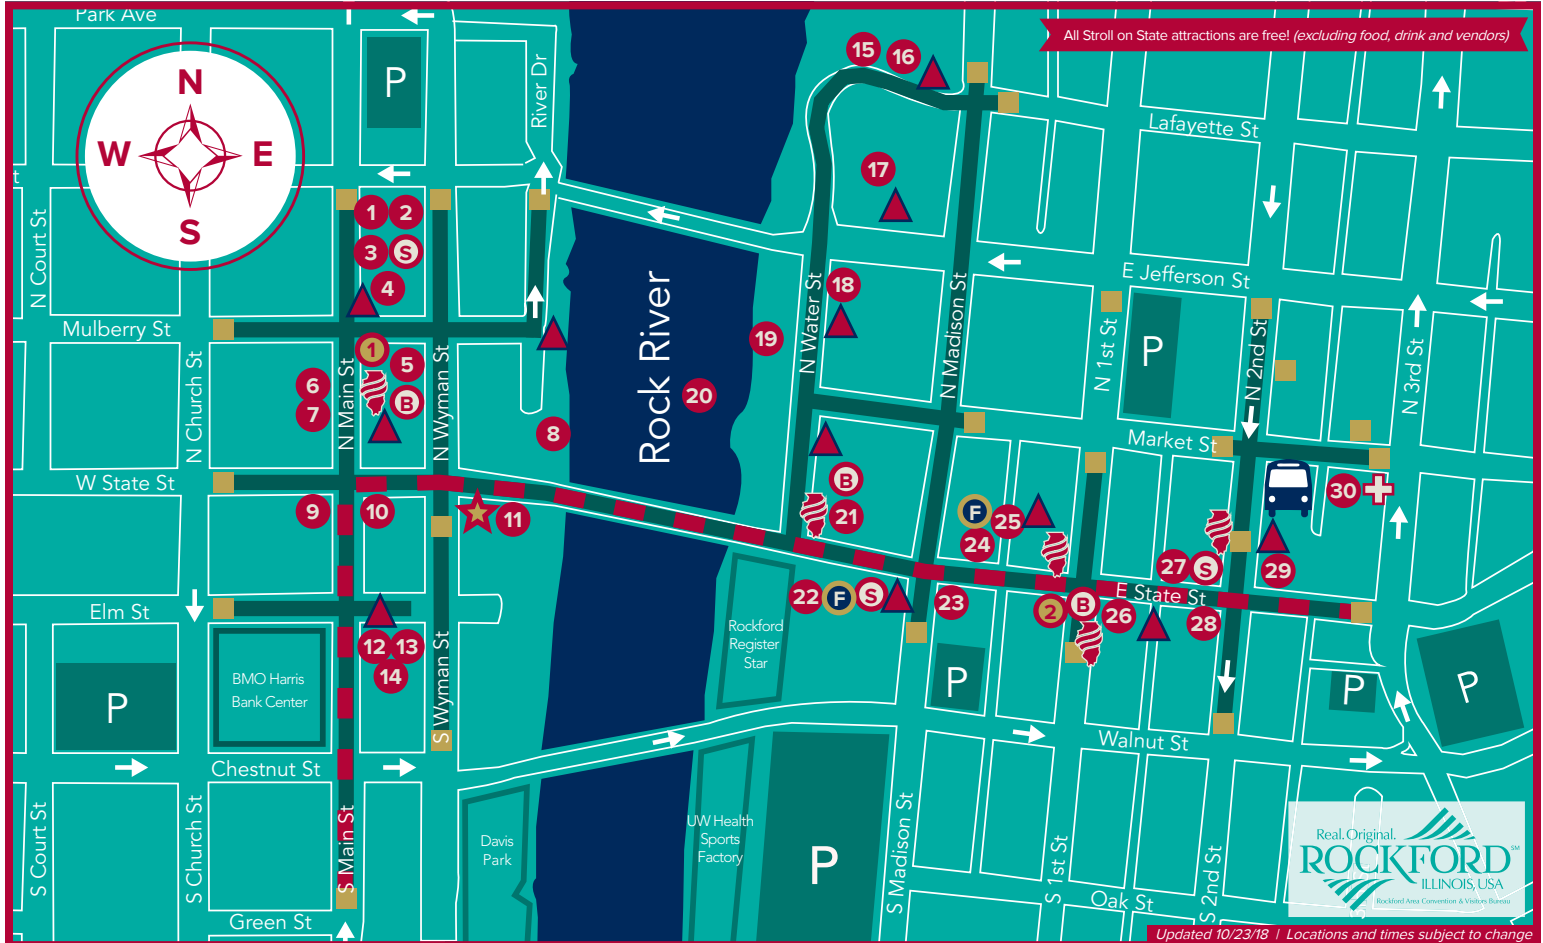 Park Ave
All Stroll on State attractions are free! (excluding food, drink and vendors)
N
W
E
S
P
River Dr
15
16
Lafayette St
17
t
N Court St
1
2
3
S
4
E Jefferson St
Mulberry St
N Church St
N Main St
N Wyman St
1
5
6
7
B
8
Rock River
18
19
20
N Water St
N Madison St
N 1st St
P
N 2nd St
N 3rd St
Market St
W State St
9
10
11
B
21
F
25
24
30
27
S
29
22
F
S
23
2
B
26
E State St
28
Elm St
12
13
14
BMO Harris
Bank Center
P
S Wyman St
Rockford
Register
Star
P
P
P
Walnut St
Chestnut St
S Court St
S Church St
S Main St
Davis
Park
UW Health
Sports
Factory
P
S Madison St
S 1st St
Oak St
S 2nd St
Green St
Real. Original.
ROCKFORD SM
ILLINOIS, USA
Rockford Area Convention & Visitors Bureau
Updated 10/23/18 | Locations and times subject to change